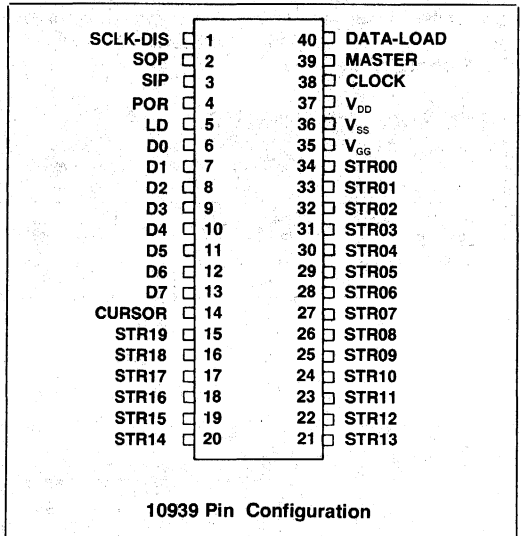 SCLK-DIS 1 40 DATA-LOAD
SOP 2 39 MASTER
SIP 3 38 CLOCK
POR 4 37 VDD
LD 5 36 VSS
D0 6 35 VGG
D1 7 34 STR00
D2 8 33 STR01
D3 9 32 STR02
D4 10 31 STR03
D5 11 30 STR04
D6 12 29 STR05
D7 13 28 STR06
CURSOR 14 27 STR07
STR19 15 26 STR08
STR18 16 25 STR09
STR17 17 24 STR10
STR16 18 23 STR11
STR15 19 22 STR12
STR14 20 21 STR13
10939 Pin Configuration